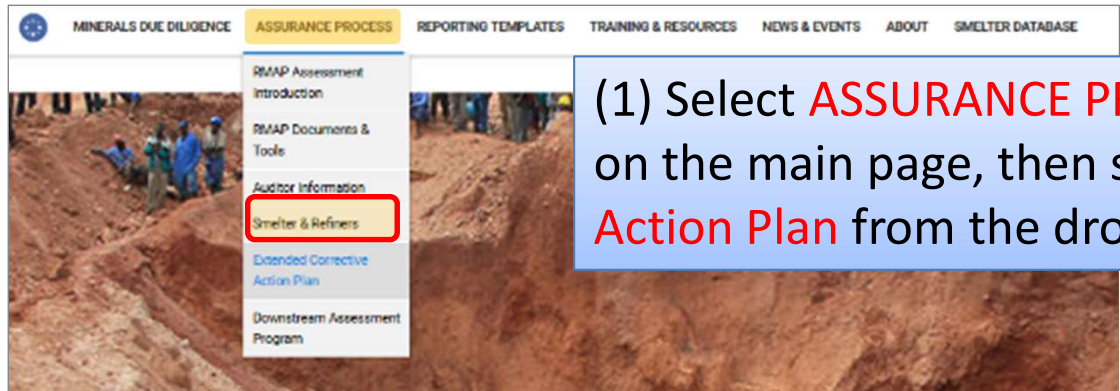 MINERALS DUE DILIGENCE ASSURANCE PROCESS REPORTING TEMPLATES TRAINING & RESOURCES NEWS & EVENTS ABOUT SMELTER DATABASE
RMAP Assessment
Introduction
RMAP Documents &
Tools
Auditor Information
Smelter & Refiners
Extended Corrective
Action Plan
Downstream Assessment
Program
(1) Select ASSURANCE P
on the main page, then s
Action Plan from the dro